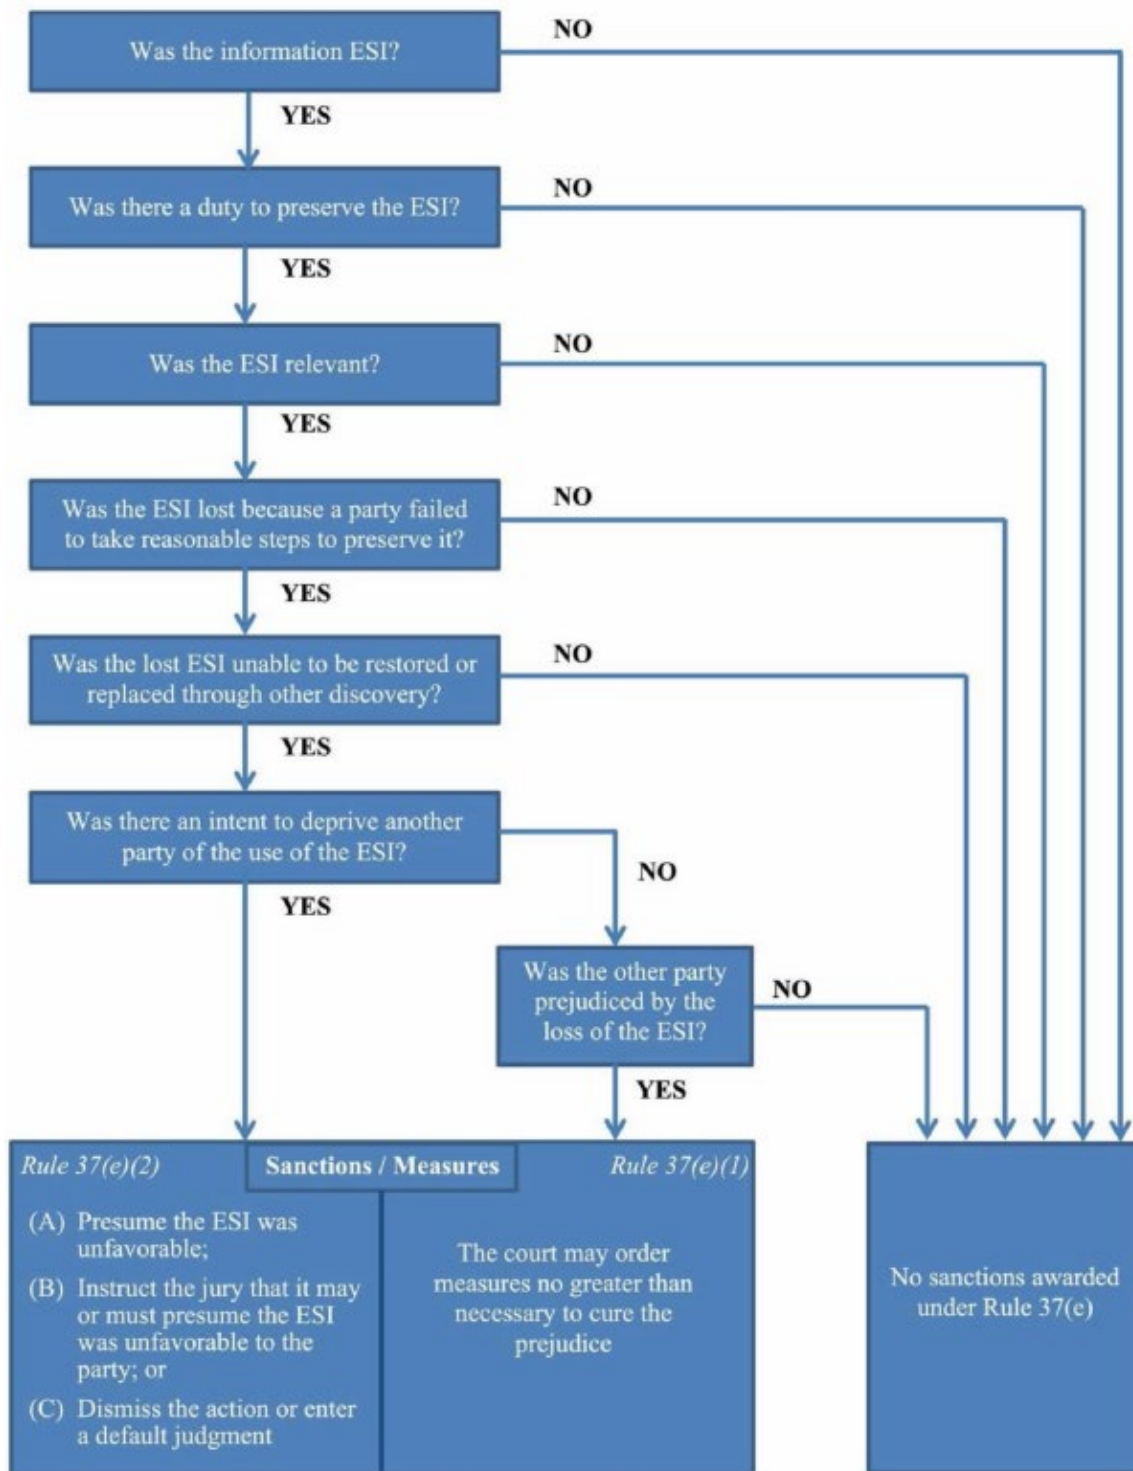 Was the information ESI?
NO
YES
Was there a duty to preserve the ESI?
NO
YES
Was the ESI relevant?
NO
YES
Was the ESI lost because a party failed
to take reasonable steps to preserve it?
NO
YES
Was the lost ESI unable to be restored or
replaced through other discovery?
NO
YES
Was there an intent to deprive another
party of the use of the ESI?
NO
YES
Was the other party
prejudiced by the
loss of the ESI?
NO
YES
Rule 37(e)(2)
Sanctions / Measures
Rule 37(e)(1)
(A) Presume the ESI was
unfavorable;
(B) Instruct the jury that it may
or must presume the ESI
was unfavorable to the
party; or
(C) Dismiss the action or enter
a default judgment
The court may order
measures no greater than
necessary to cure the
prejudice
No sanctions awarded
under Rule 37(e)